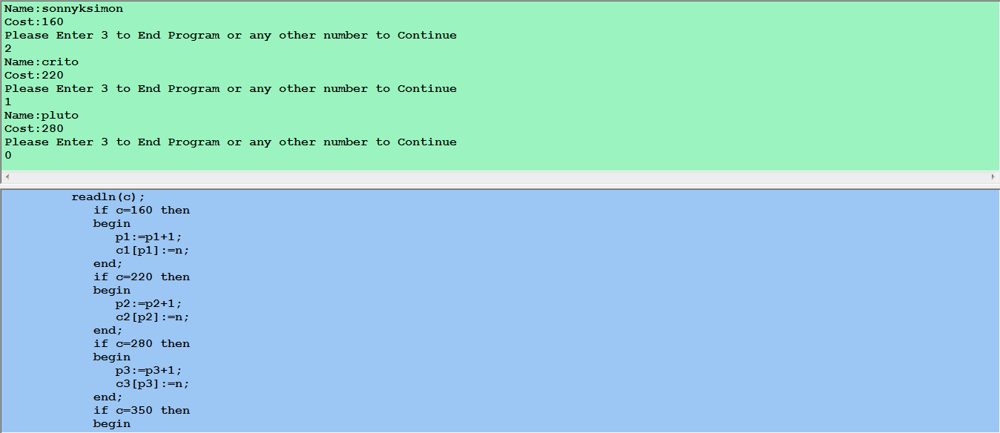 Name:sonnyksimon
Cost:160
Please Enter 3 to End Program or any other number to Continue
2
Name:crito
Cost:220
Please Enter 3 to End Program or any other number to Continue
1
Name:pluto
Cost:280
Please Enter 3 to End Program or any other number to Continue
0
readln(c);
if c=160 then
begin
p1:=p1+1;
c1[p1]:=n;
end;
if c=220 then
begin
p2:=p2+1;
c2[p2]:=n;
end;
if c=280 then
begin
p3:=p3+1;
c3[p3]:=n;
end;
if c=350 then
begin